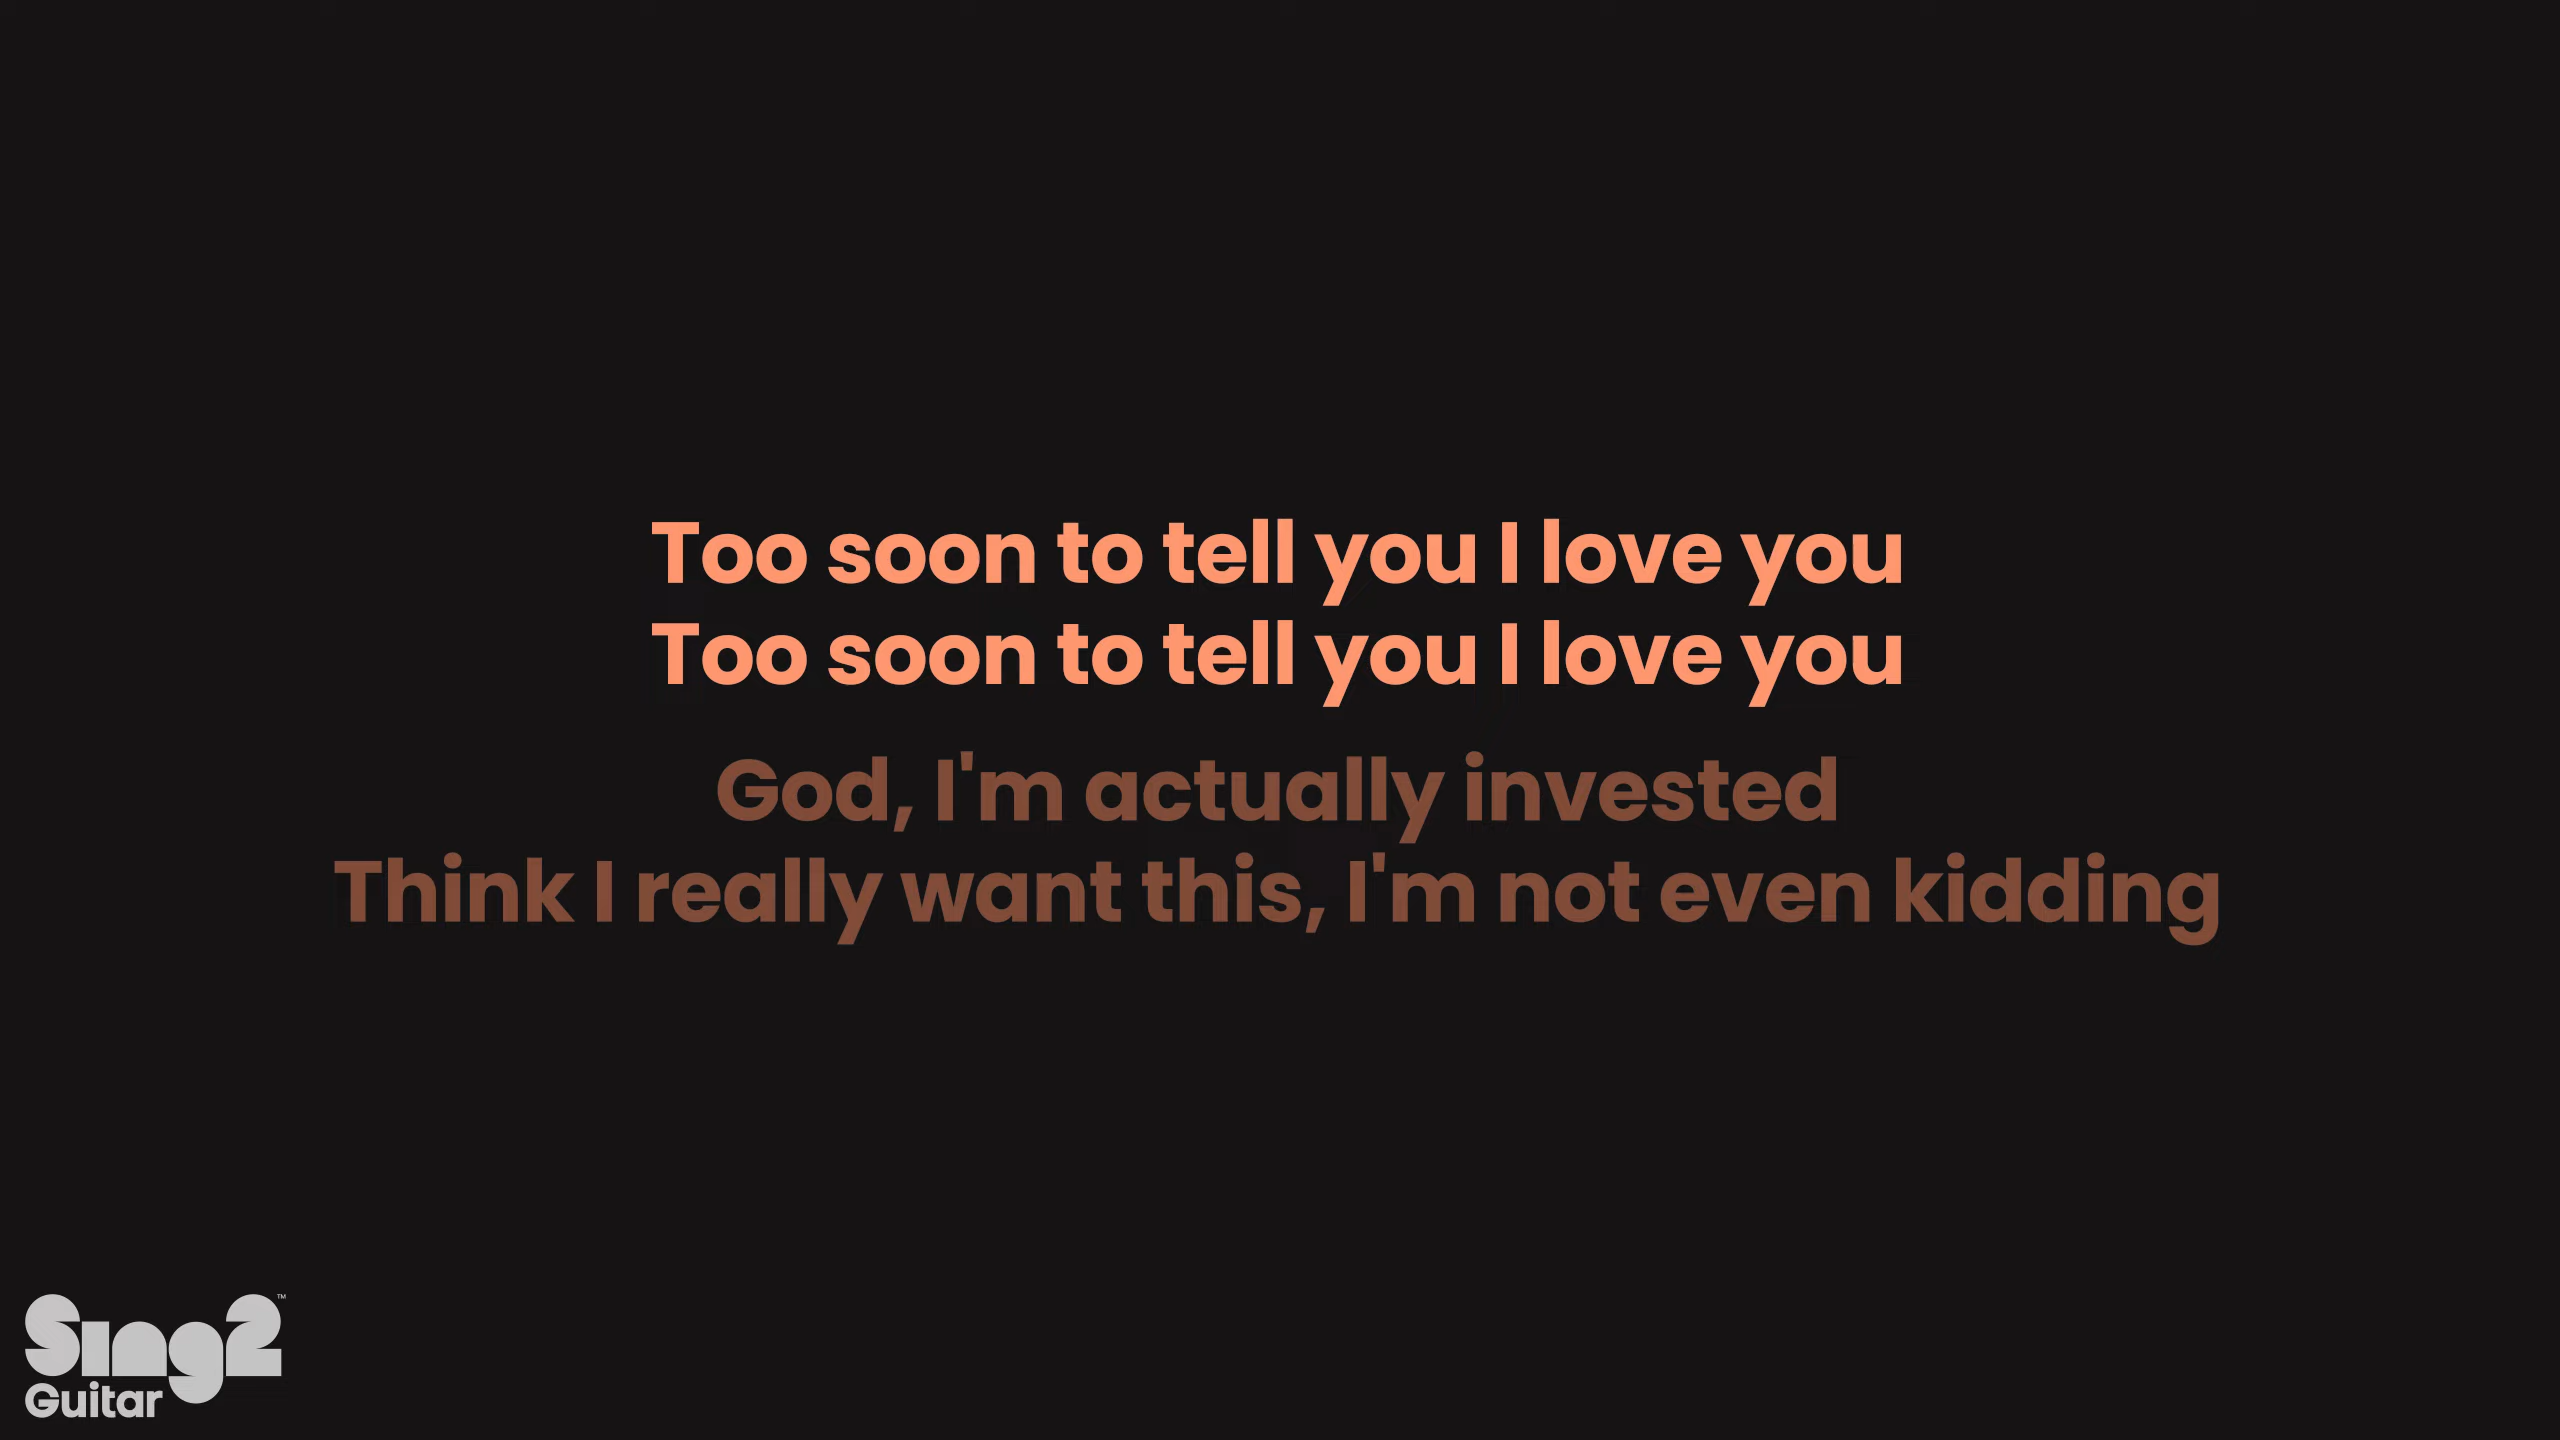 Too soon to tell you I love you
Too soon to tell you I love you
God, I'm actually invested
Think I really want this, I'm not even kidding
Sing2™
Guitar